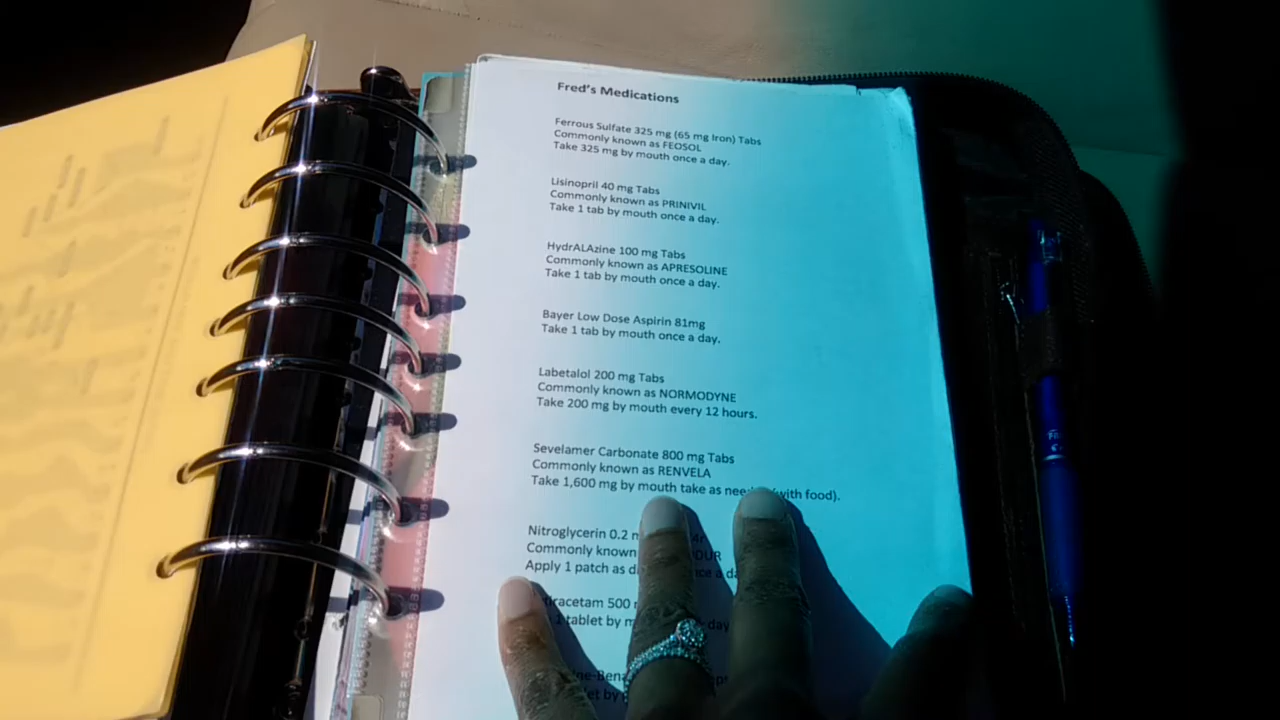 Fred's Medications
Ferrous Sulfate 325 mg (65 mg Iron) Tabs
Commonly known as FEOSOL
Take 325 mg by mouth once a day.
Lisinopril 40 mg Tabs
Commonly known as PRINIVIL
Take 1 tab by mouth once a day.
HydrALAzine 100 mg Tabs
Commonly known as APRESOLINE
Take 1 tab by mouth once a day.
Bayer Low Dose Aspirin 81mg
Take 1 tab by mouth once a day.
Labetalol 200 mg Tabs
Commonly known as NORMODYNE
Take 200 mg by mouth every 12 hours.
Sevelamer Carbonate 800 mg Tabs
Commonly known as RENVELA
Take 1,600 mg by mouth take as with food).
Nitroglycerin 0.2
Commonly known
Apply 1 patch as
500
tablet by day
by